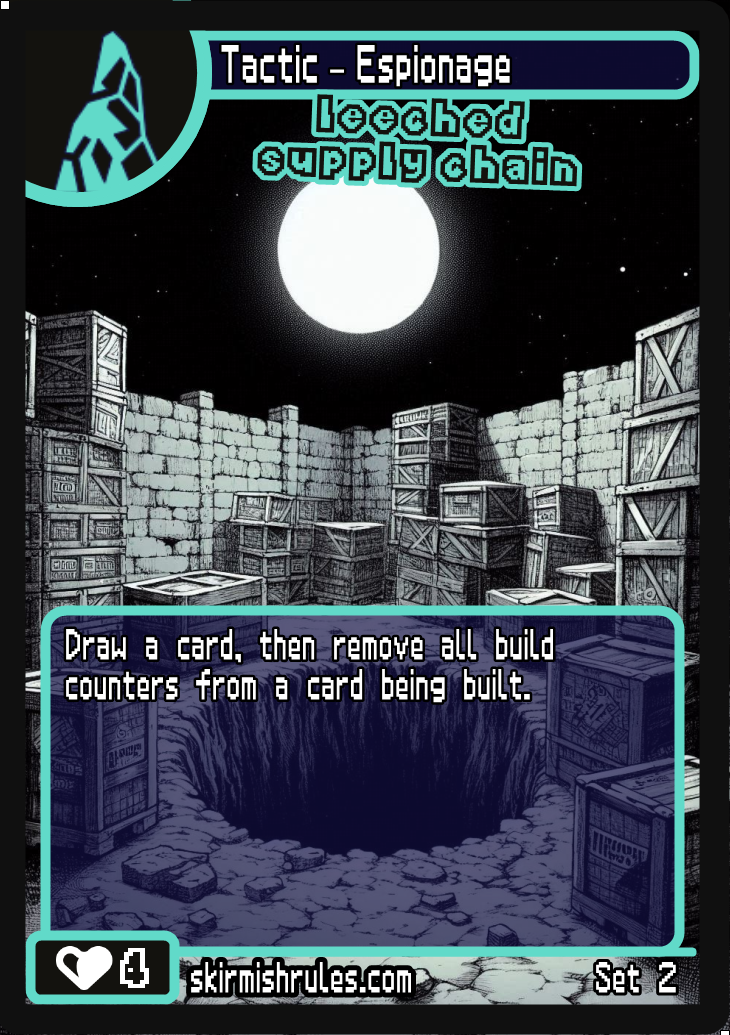 Tactic – Espionage
leeched
supply chain
Draw a card, then remove all build
counters from a card being built.
4
skirmishrules.com
Set 2